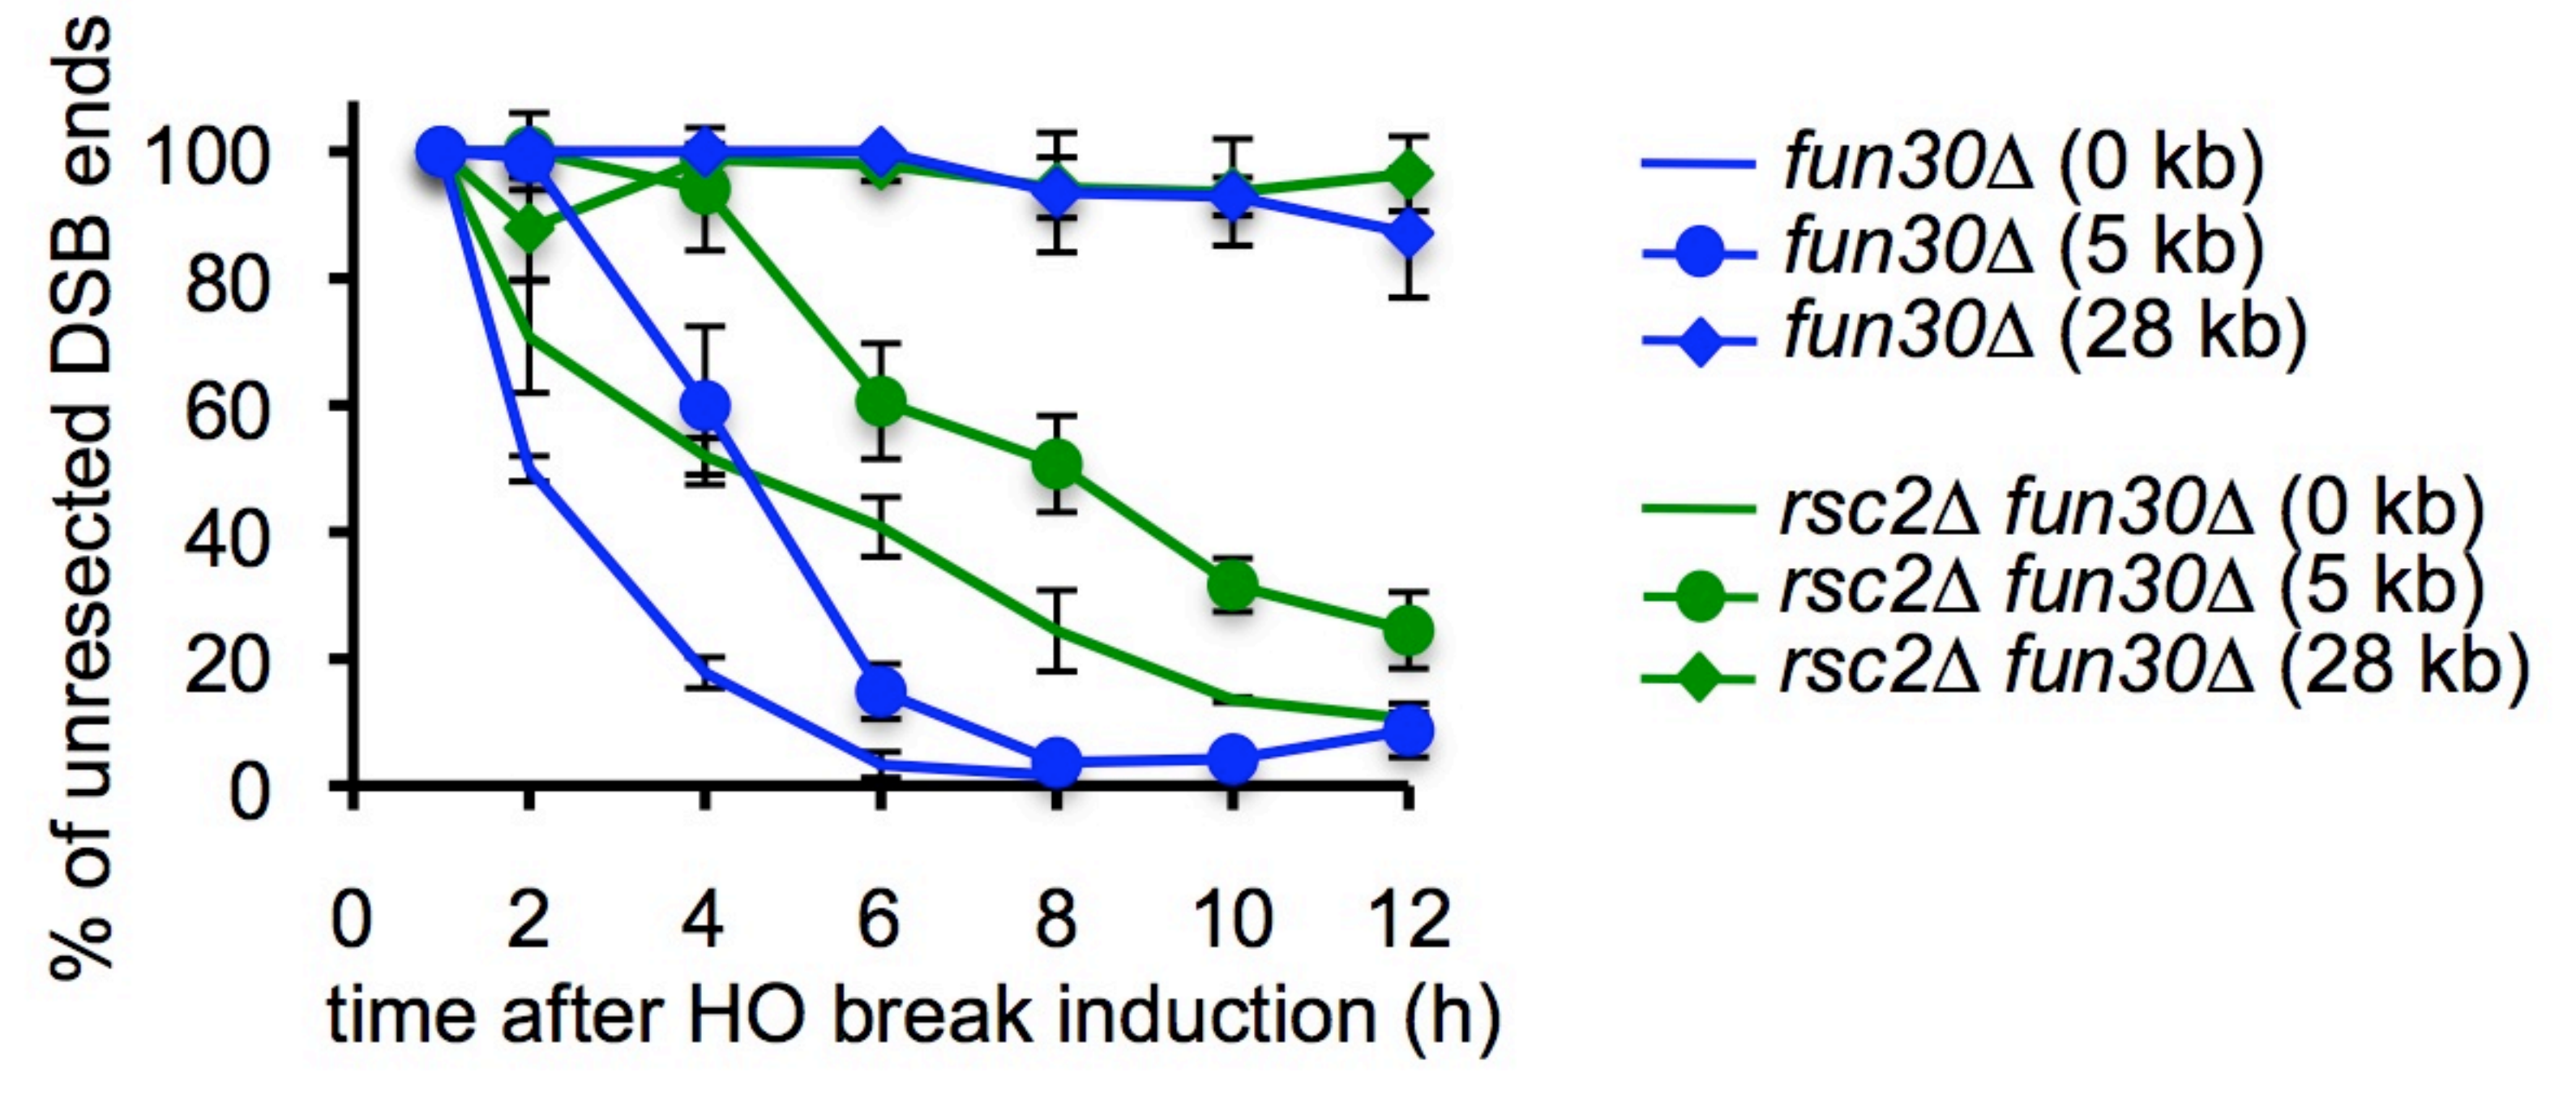 % of unresected DSB ends
100
80
60
40
20
0
0 2 4 6 8 10 12
time after HO break induction (h)
fun30Δ (0 kb)
fun30Δ (5 kb)
fun30Δ (28 kb)
rsc2Δ fun30Δ (0 kb)
rsc2Δ fun30Δ (5 kb)
rsc2Δ fun30Δ (28 kb)